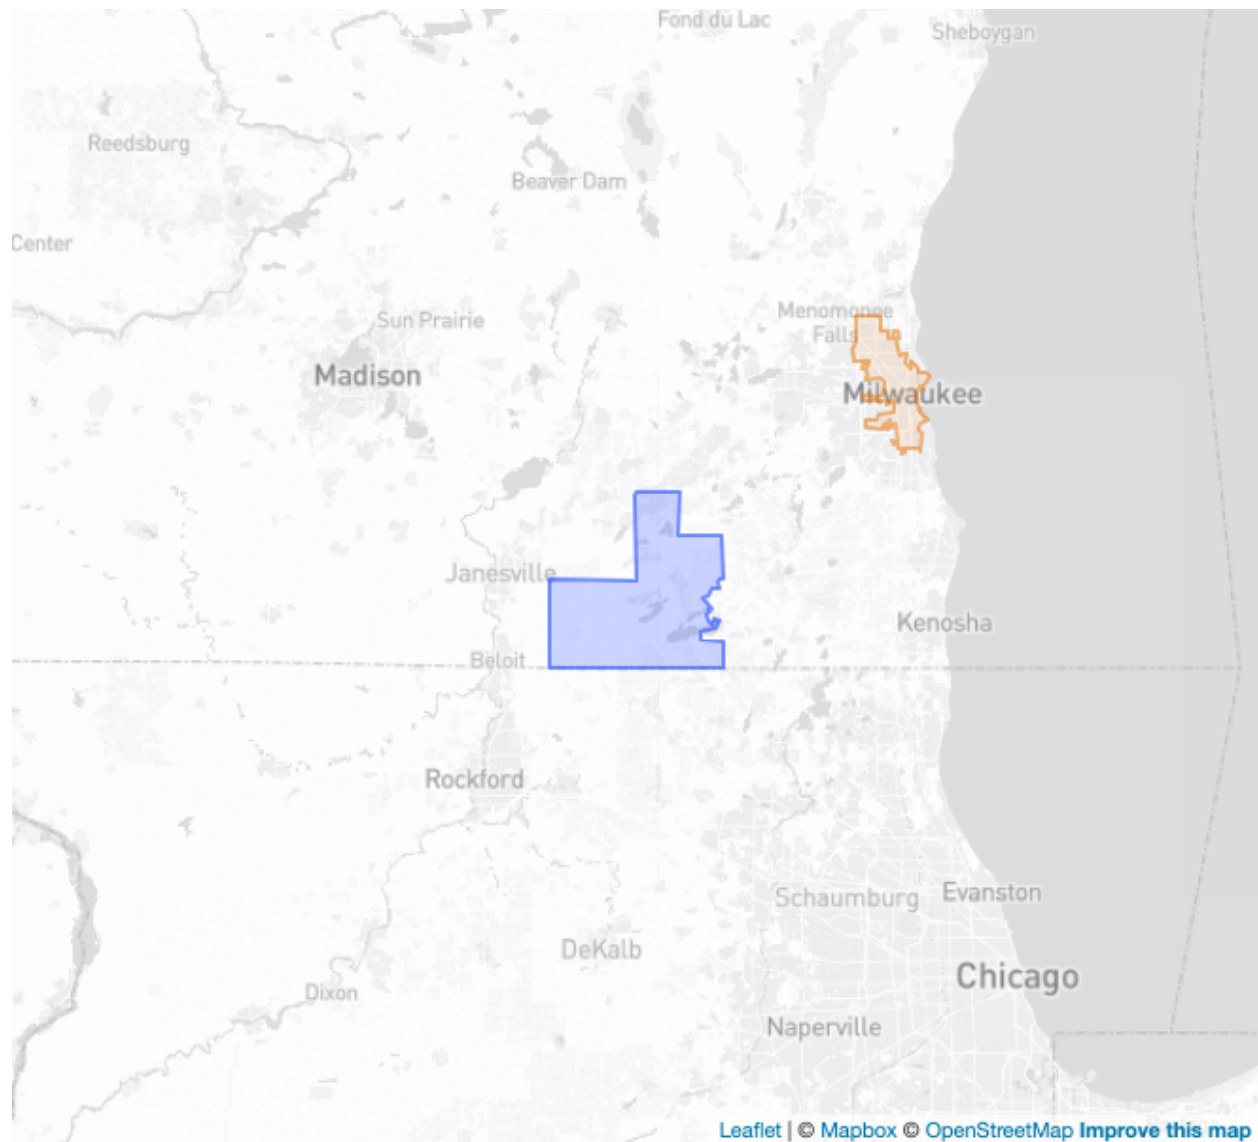 Fond du Lac
Sheboygan
Reedsburg
Beaver Dam
Center
Menomonee
Falls
Sun Prairie
Madison
Milwaukee
Janesville
Kenosha
Beloit
Rockford
Schaumburg
Evanston
DeKalb
Chicago
Dixon
Naperville
Leaflet | © Mapbox © OpenStreetMap Improve this map